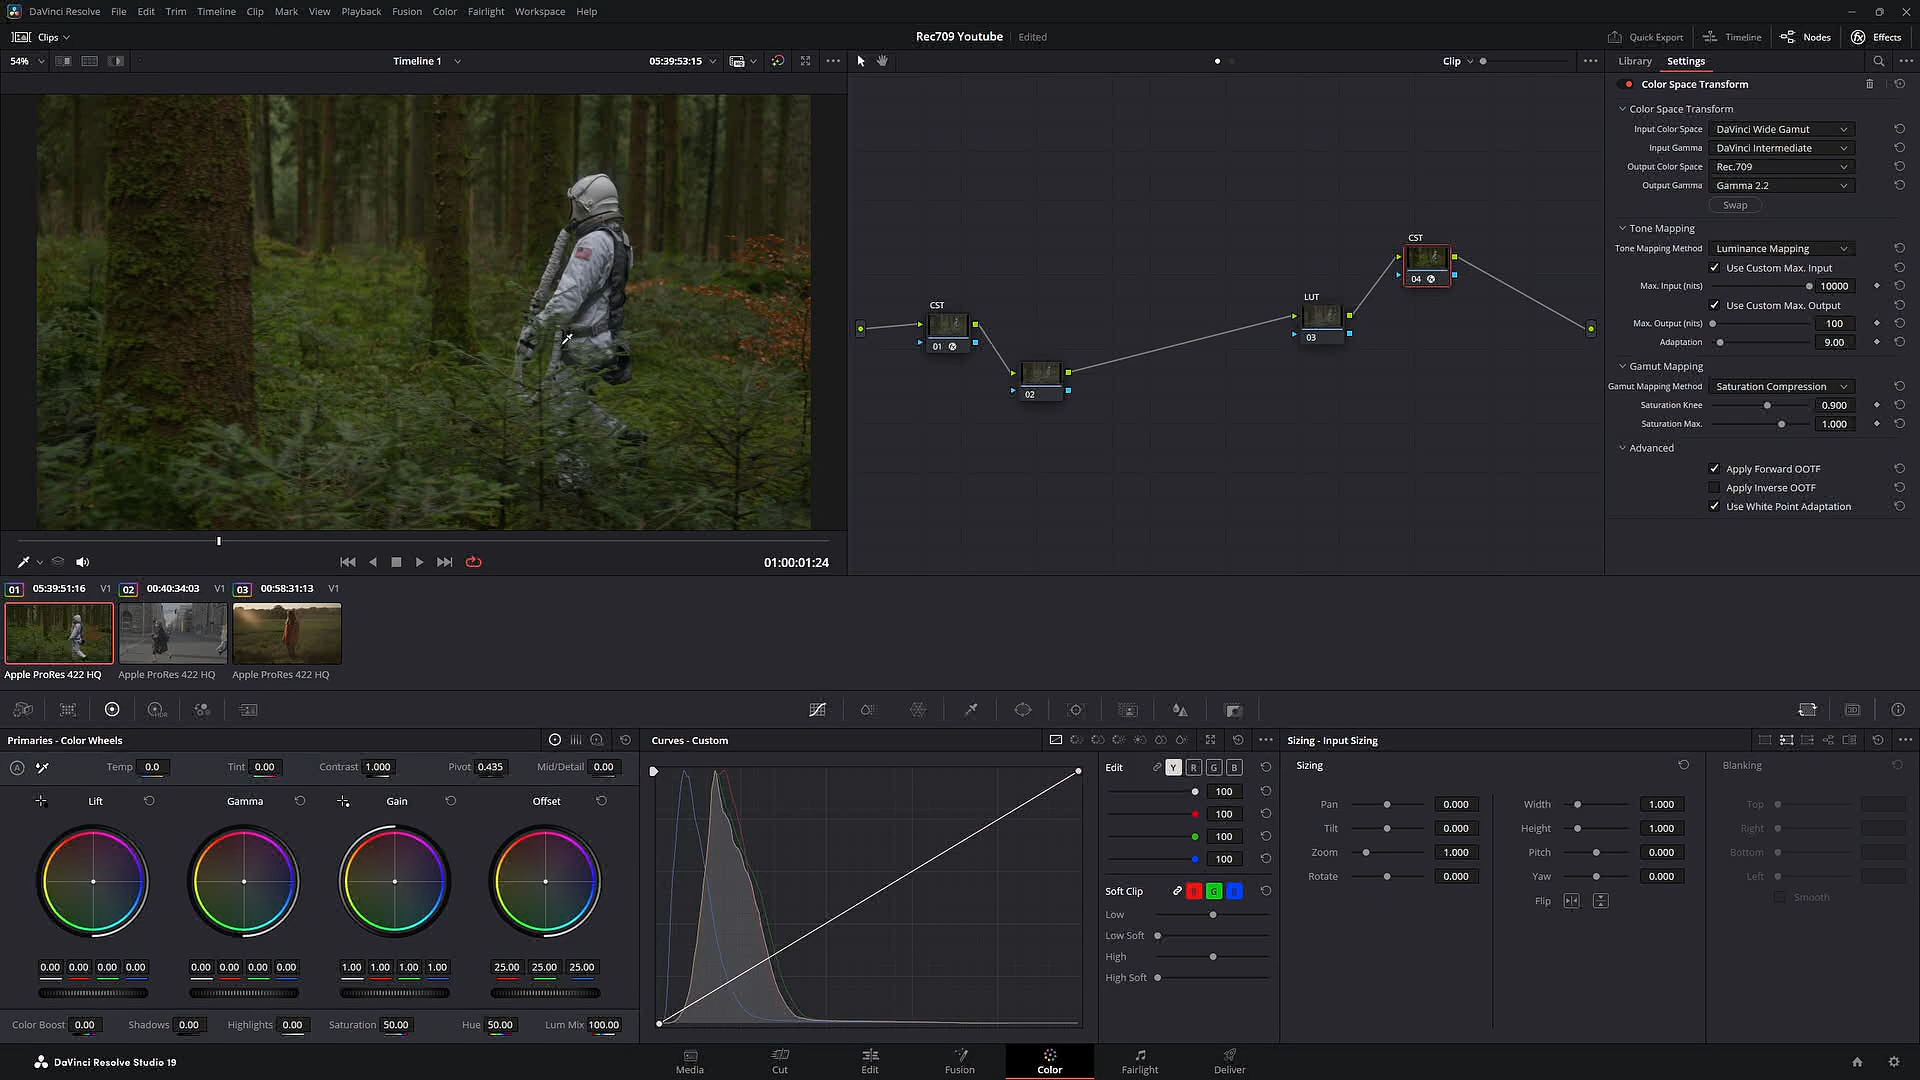 DaVinci Resolve File Edit Trim Timeline Clip Mark View Playback Fusion Color Fairlight Workspace Help
Clips
Rec709 Youtube Edited
Quick Export Timeline Nodes Effects
54% Timeline 1 05:39:53:15
Clip
Library Settings
Color Space Transform
Color Space Transform
Input Color Space DaVinci Wide Gamut
Input Gamma DaVinci Intermediate
Output Color Space Rec.709
Output Gamma Gamma 2.2
Swap
Tone Mapping
Tone Mapping Method Luminance Mapping
Use Custom Max. Input
Max. Input (nits) 10000
Use Custom Max. Output
Max. Output (nits) 100
Adaptation 9.00
Gamut Mapping
Gamut Mapping Method Saturation Compression
Saturation Knee 0.900
Saturation Max. 1.000
Advanced
Apply Forward OOTF
Apply Inverse OOTF
Use White Point Adaptation
CST
04
LUT
03
CST
01
02
01:00:01:24
01 05:39:51:16 V1 02 00:40:34:03 V1 03 00:58:31:13 V1
Apple ProRes 422 HQ Apple ProRes 422 HQ Apple ProRes 422 HQ
HDR
3D
Primaries - Color Wheels
A Temp 0.0 Tint 0.00 Contrast 1.000 Pivot 0.435 Mid/Detail 0.00
Lift Gamma Gain Offset
0.00 0.00 0.00 0.00 0.00 0.00 0.00 0.00 1.00 1.00 1.00 1.00 25.00 25.00 25.00
Color Boost 0.00 Shadows 0.00 Highlights 0.00 Saturation 50.00 Hue 50.00 Lum Mix 100.00
Curves - Custom
Edit Y R G B
100
100
100
100
Soft Clip R G B
Low
Low Soft
High
High Soft
Sizing - Input Sizing
Sizing
Pan 0.000 Width 1.000
Tilt 0.000 Height 1.000
Zoom 1.000 Pitch 0.000
Rotate 0.000 Yaw 0.000
Flip
Blanking
Top
Right
Bottom
Left
Smooth
DaVinci Resolve Studio 19
Media Cut Edit Fusion Color Fairlight Deliver